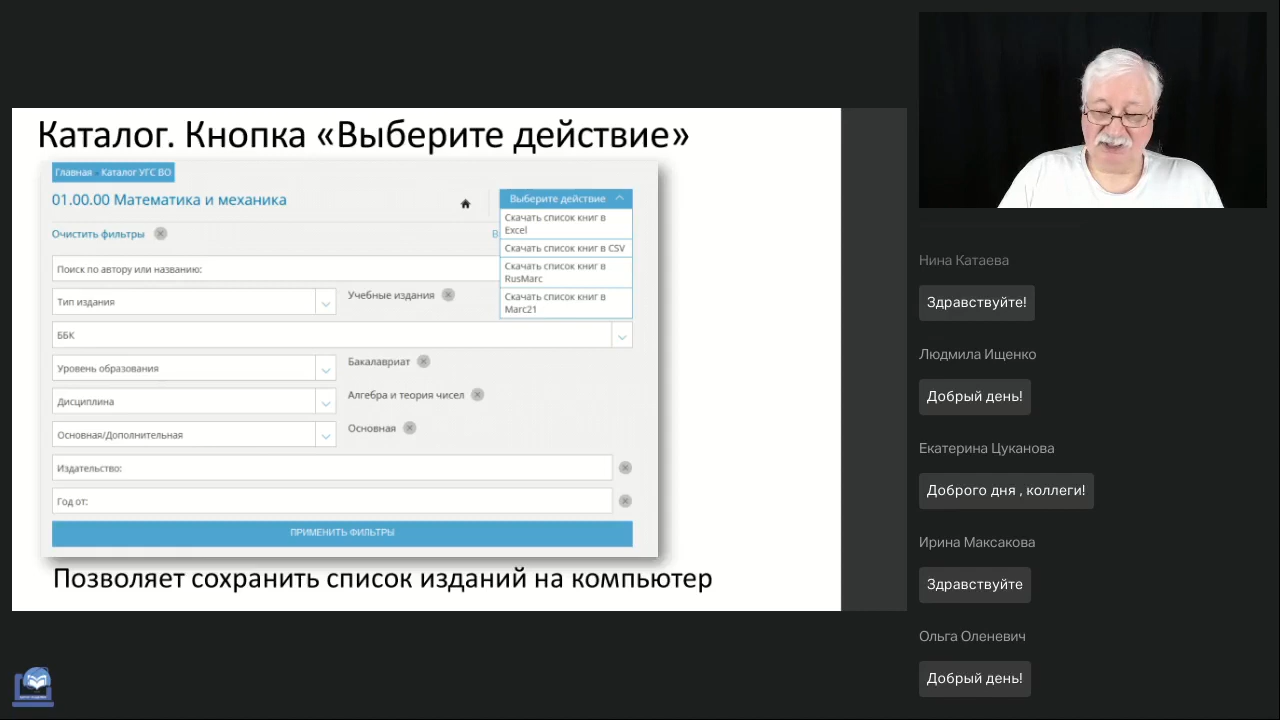 Каталог. Кнопка «Выберите действие»
Главная Каталог УГС ВО
01.00.00 Математика и механика
Выберите действие
Скачать список книг в
Excel
Скачать список книг в CSV
Скачать список книг в
RusMarc
Скачать список книг в
Marc21
Очистить фильтры
Поиск по автору или названию:
Тип издания
Учебные издания
ББК
Уровень образования
Бакалавриат
Дисциплина
Алгебра и теория чисел
Основная/Дополнительная
Основная
Издательство:
Год от:
ПРИМЕНИТЬ ФИЛЬТРЫ
Позволяет сохранить список изданий на компьютер
Нина Катаева
Здравствуйте!
Людмила Ищенко
Добрый день!
Екатерина Цуканова
Доброго дня , коллеги!
Ирина Максакова
Здравствуйте
Ольга Оленевич
Добрый день!